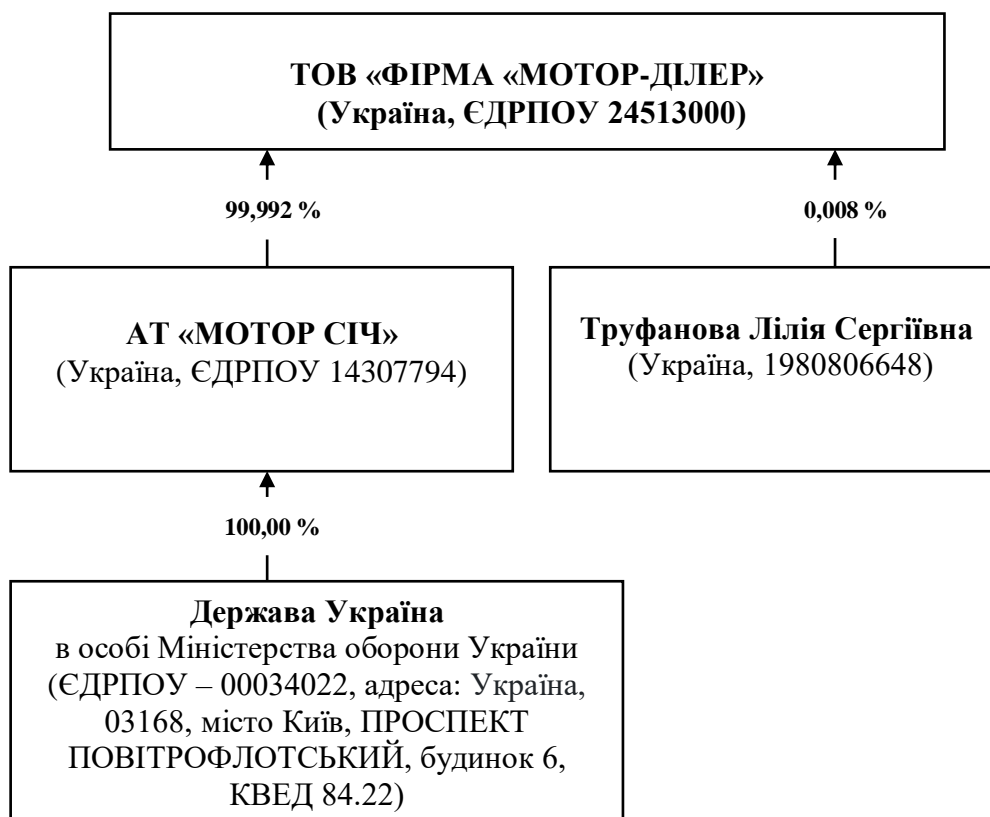 ТОВ «ФІРМА «МОТОР-ДІЛЕР»
(Україна, ЄДРПОУ 24513000)
99,992 %
0,008 %
АТ «МОТОР СІЧ»
(Україна, ЄДРПОУ 14307794)
Труфанова Лілія Сергіївна
(Україна, 1980806648)
100,00 %
Держава Україна
в особі Міністерства оборони України
(ЄДРПОУ – 00034022, адреса: Україна,
03168, місто Київ, ПРОСПЕКТ
ПОВІТРОФЛОТСЬКИЙ, будинок 6,
КВЕД 84.22)